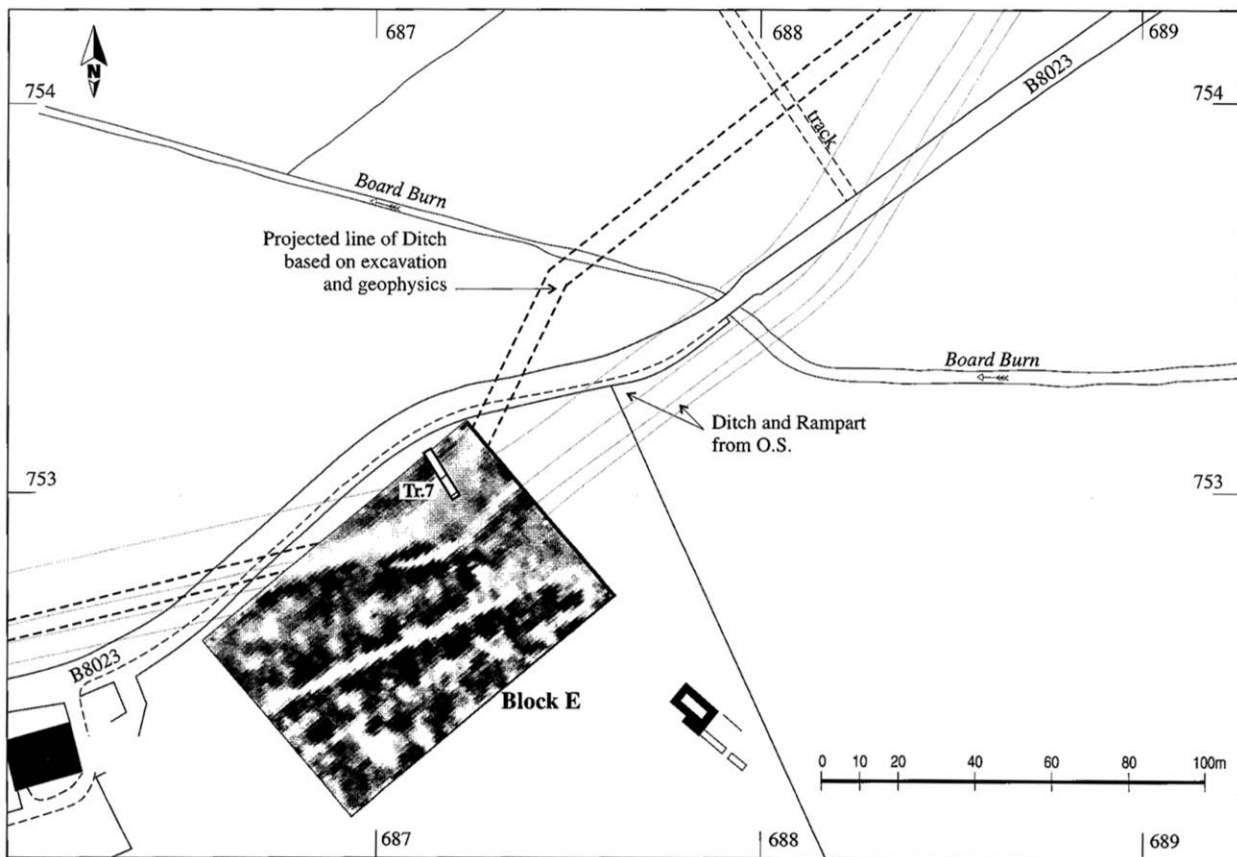 687
688
689
N
754
754
B8023
track
Board Burn
Projected line of Ditch
based on excavation
and geophysics
Board Burn
Ditch and Rampart
from O.S.
753
753
Tr.7
B8023
Block E
0 10 20 40 60 80 100m
687
688
689